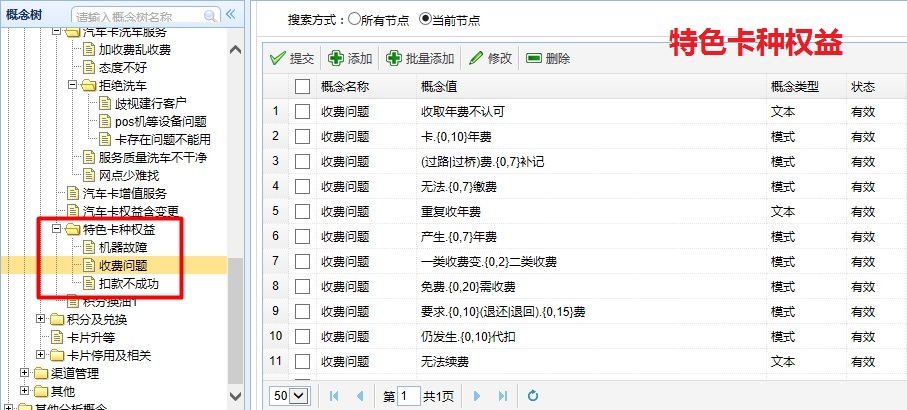 概念树
请输入概念树名称
汽车卡洗车服务
加收费乱收费
态度不好
拒绝洗车
歧视建行客户
pos机等设备问题
卡存在问题不能用
服务质量洗车不干净
网点少难找
汽车卡增值服务
汽车卡权益含变更
特色卡种权益
机器故障
收费问题
扣款不成功
积分换油1
积分及兑换
卡片升等
卡片停用及相关
渠道管理
其他
其他分析概念
搜索方式： 所有节点 当前节点
特色卡种权益
提交 添加 批量添加 修改 删除
概念名称 概念值 概念类型 状态
1 收费问题 收取年费不认可 文本 有效
2 收费问题 卡.{0,10}年费 模式 有效
3 收费问题 (过路|过桥)费.{0,7}补记 模式 有效
4 收费问题 无法.{0,7}缴费 模式 有效
5 收费问题 重复收年费 文本 有效
6 收费问题 产生.{0,7}年费 模式 有效
7 收费问题 一类收费变.{0,2}二类收费 模式 有效
8 收费问题 免费.{0,20}需收费 模式 有效
9 收费问题 要求.{0,10}(退还|退回).{0,15}费 模式 有效
10 收费问题 仍发生.{0,10}代扣 模式 有效
11 收费问题 无法续费 文本 有效
50 第 1 共1页